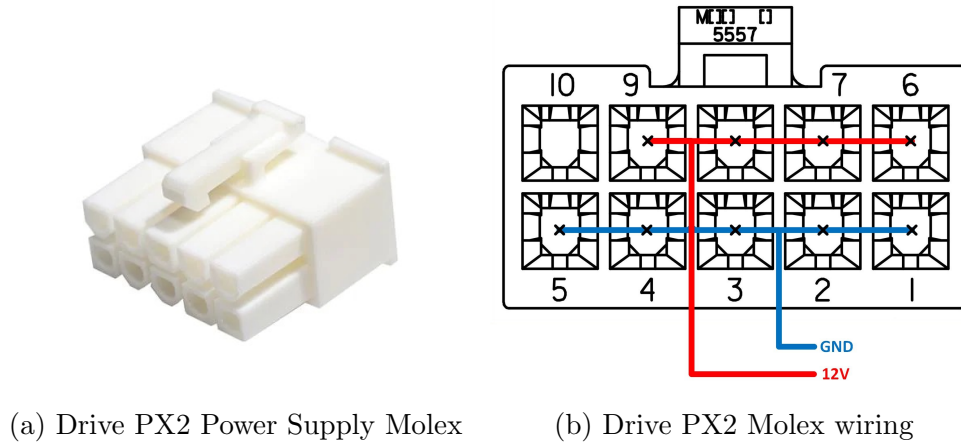 5557
10 9 7 6
5 4 3 2 1
GND
12V
(a) Drive PX2 Power Supply Molex
(b) Drive PX2 Molex wiring